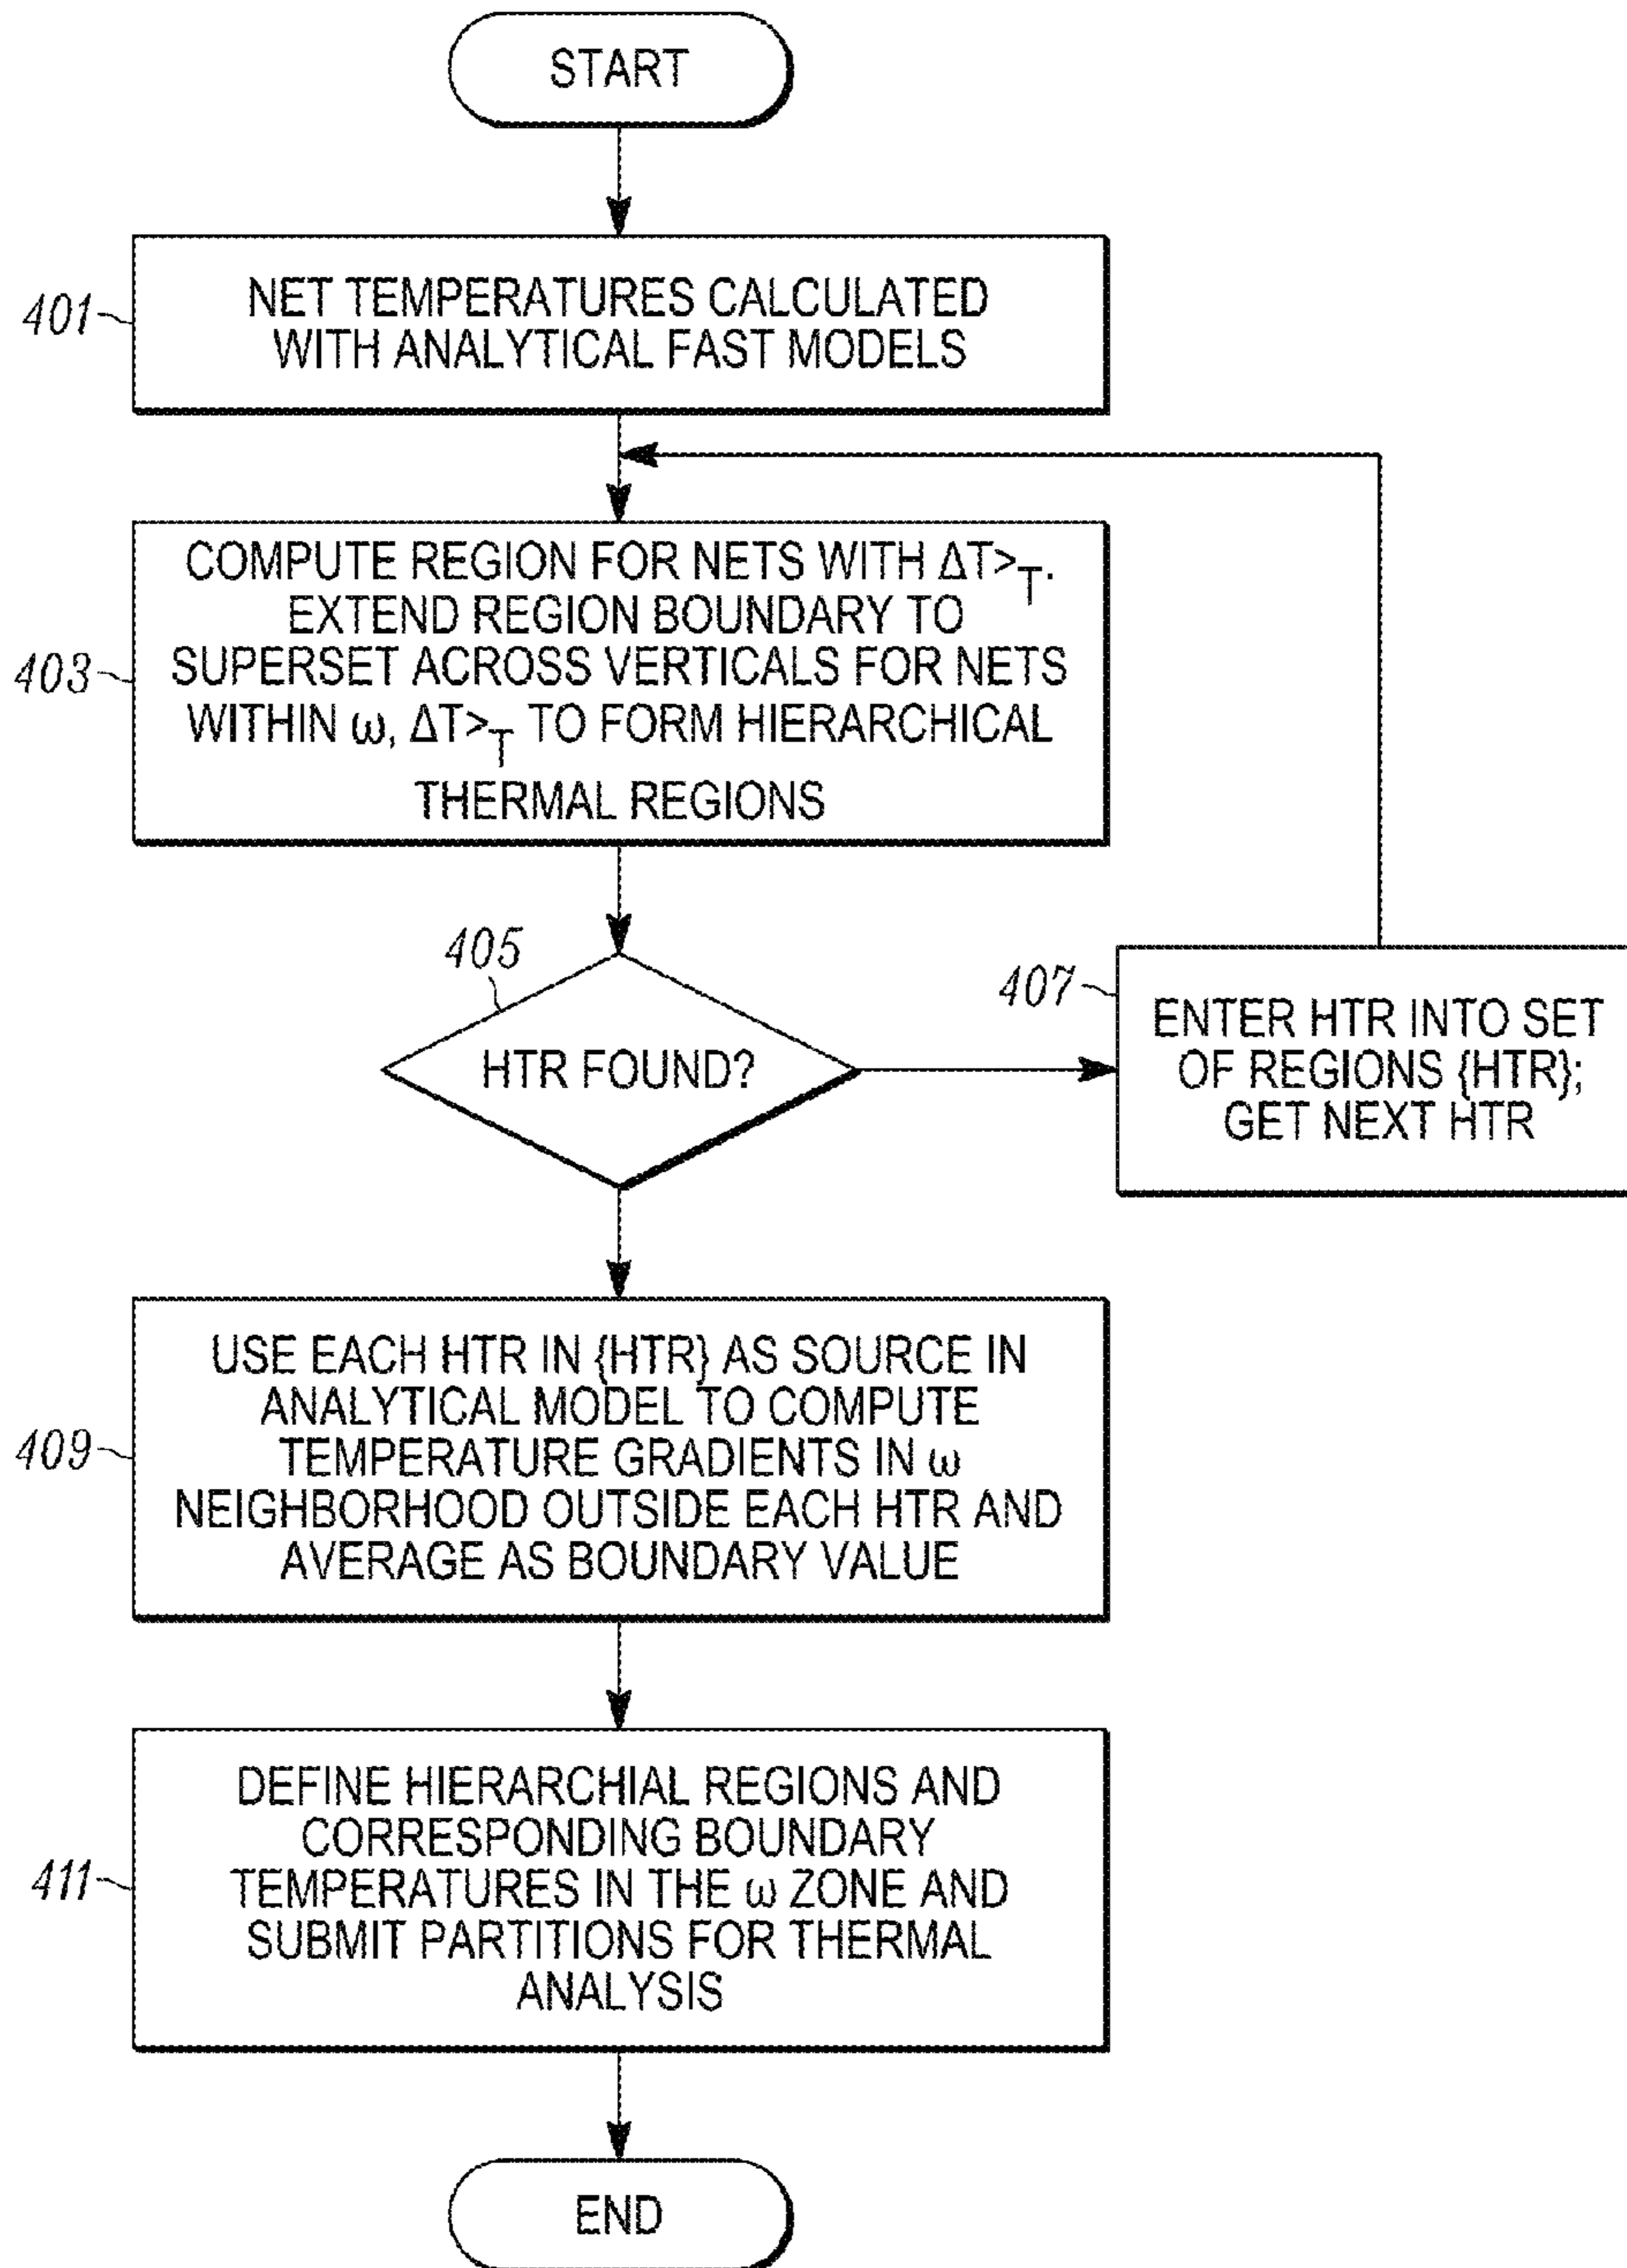 START
401
NET TEMPERATURES CALCULATED
WITH ANALYTICAL FAST MODELS
403
COMPUTE REGION FOR NETS WITH ΔT>T.
EXTEND REGION BOUNDARY TO
SUPERSET ACROSS VERTICALS FOR NETS
WITHIN ω, ΔT>T TO FORM HIERARCHICAL
THERMAL REGIONS
405
HTR FOUND?
407
ENTER HTR INTO SET
OF REGIONS {HTR};
GET NEXT HTR
409
USE EACH HTR IN {HTR} AS SOURCE IN
ANALYTICAL MODEL TO COMPUTE
TEMPERATURE GRADIENTS IN ω
NEIGHBORHOOD OUTSIDE EACH HTR AND
AVERAGE AS BOUNDARY VALUE
411
DEFINE HIERARCHIAL REGIONS AND
CORRESPONDING BOUNDARY
TEMPERATURES IN THE ω ZONE AND
SUBMIT PARTITIONS FOR THERMAL
ANALYSIS
END